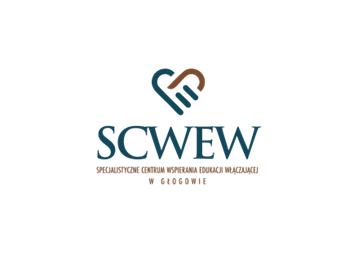 SCWEW
SPECJALISTYCZNE CENTRUM WSPIERANIA EDUKACJI WŁĄCZAJĄCEJ
W GŁOGOWIE